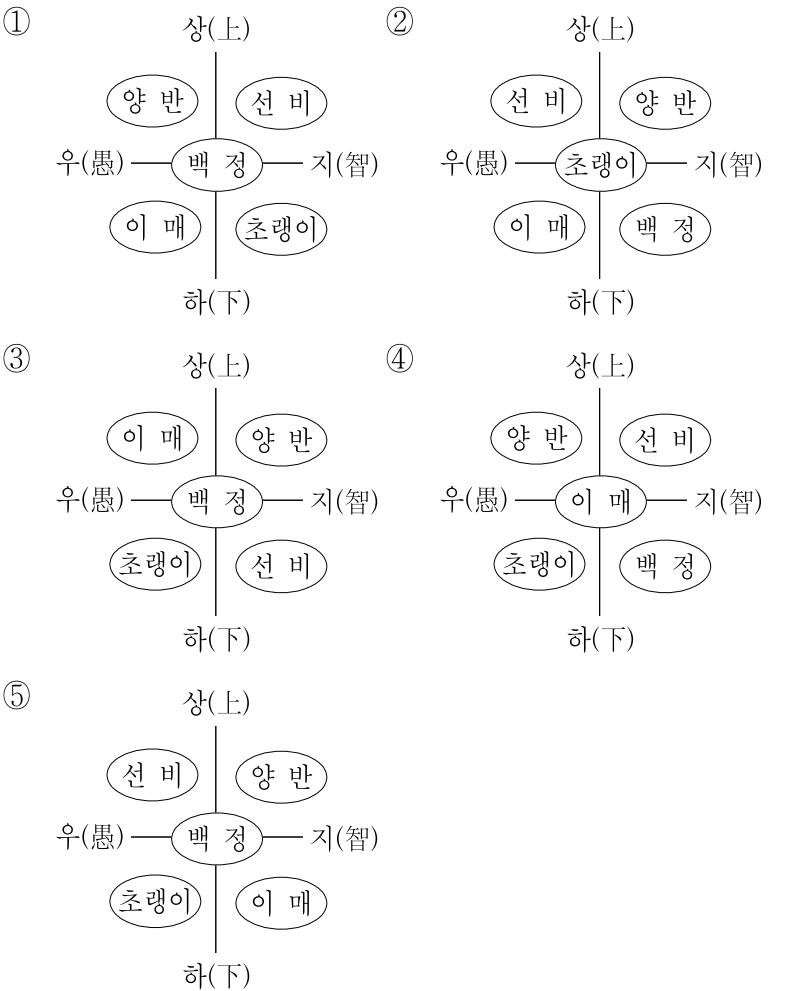 ① 상(上)
양 반 선 비
우(愚) 백 정 지(智)
이 매 초랭이
하(下)
② 상(上)
선 비 양 반
우(愚) 초랭이 지(智)
이 매 백 정
하(下)
③ 상(上)
이 매 양 반
우(愚) 백 정 지(智)
초랭이 선 비
하(下)
④ 상(上)
양 반 선 비
우(愚) 이 매 지(智)
초랭이 백 정
하(下)
⑤ 상(上)
선 비 양 반
우(愚) 백 정 지(智)
초랭이 이 매
하(下)